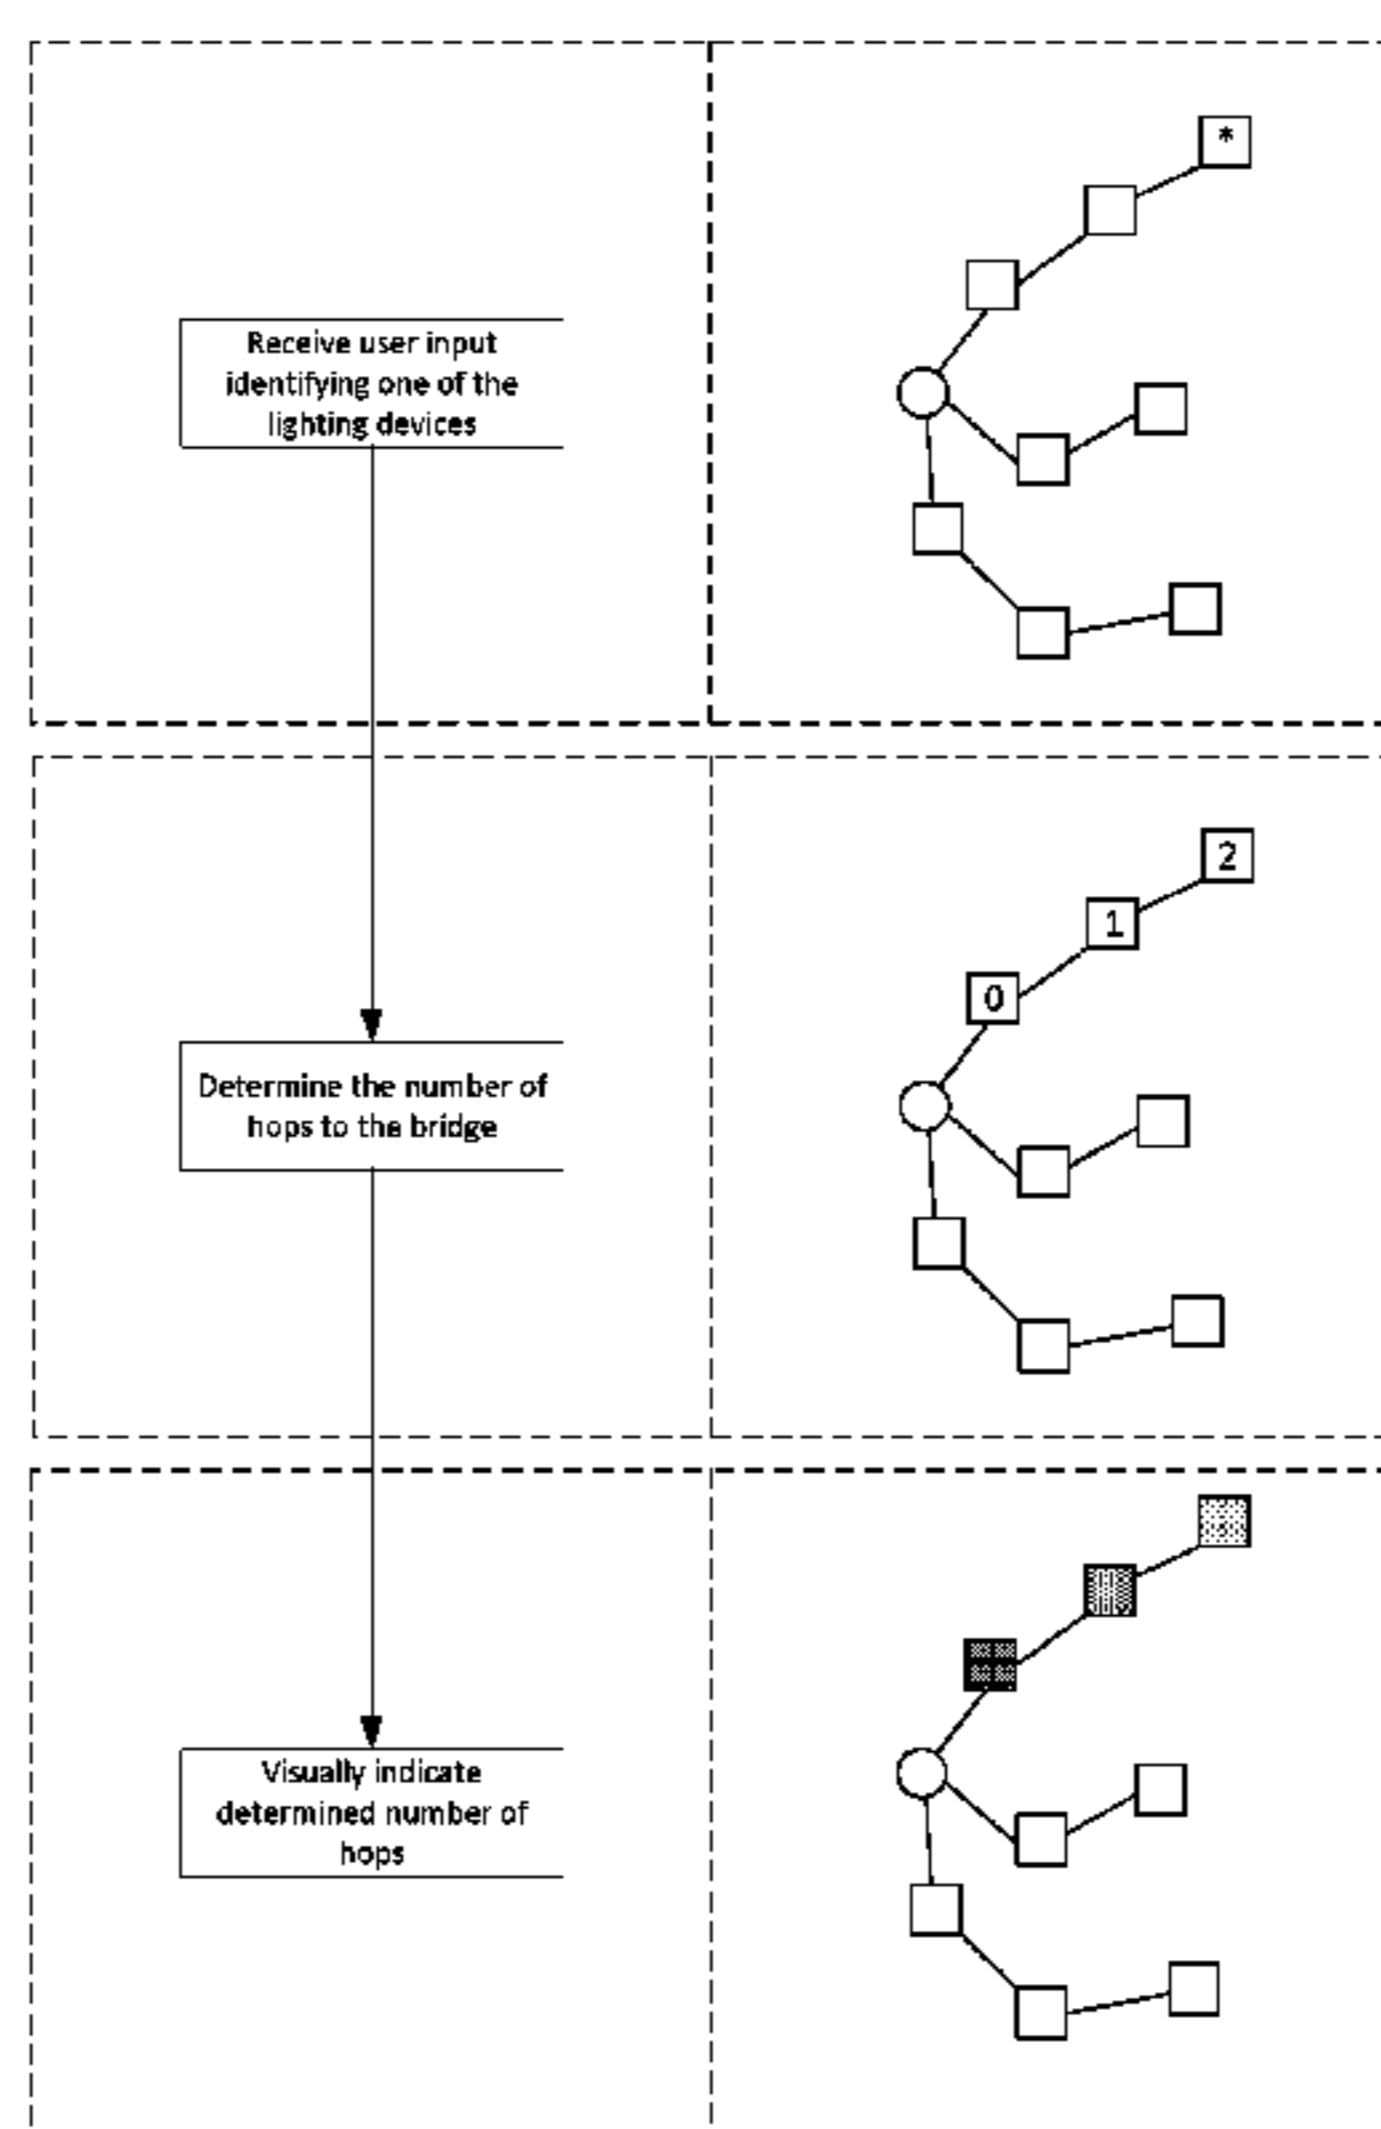 *
Receive user input
identifying one of the
lighting devices
2
1
0
Determine the number of
hops to the bridge
Visually indicate
determined number of
hops